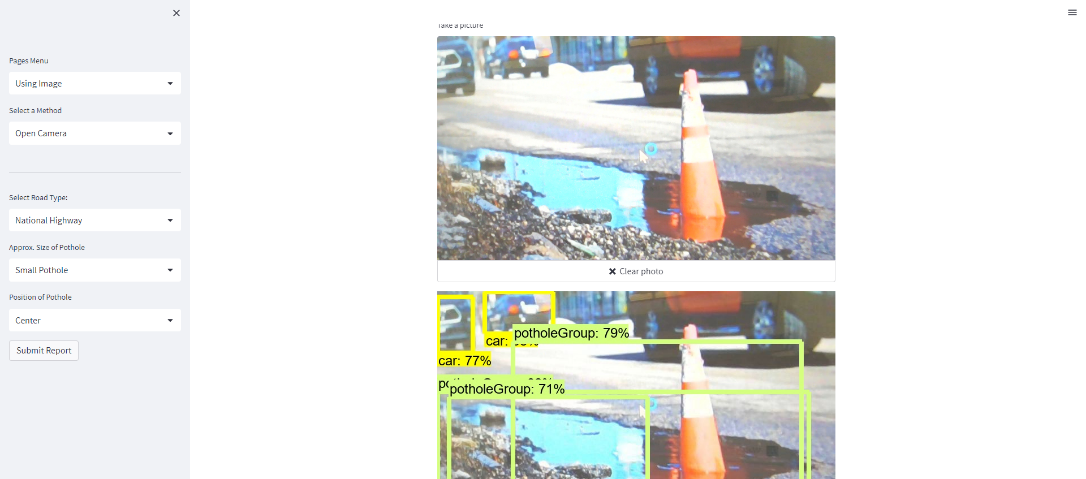 Take a picture
Pages Menu
Using Image
Select a Method
Open Camera
Select Road Type:
National Highway
Approx. Size of Pothole
Small Pothole
Position of Pothole
Center
Submit Report
Clear photo
potholeGroup: 79%
car:
car: 77%
potholeGroup: 71%